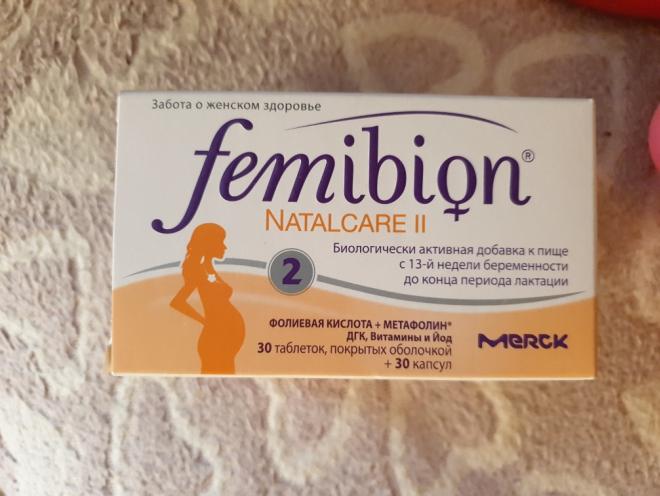 Забота о женском здоровье
femibion®
NATALCARE II
2
Биологически активная добавка к пище
с 13-й недели беременности
до конца периода лактации
ФОЛИЕВАЯ КИСЛОТА + МЕТАФОЛИН*
ДГК, Витамины и Йод
30 таблеток, покрытых оболочкой
+ 30 капсул
MERCK